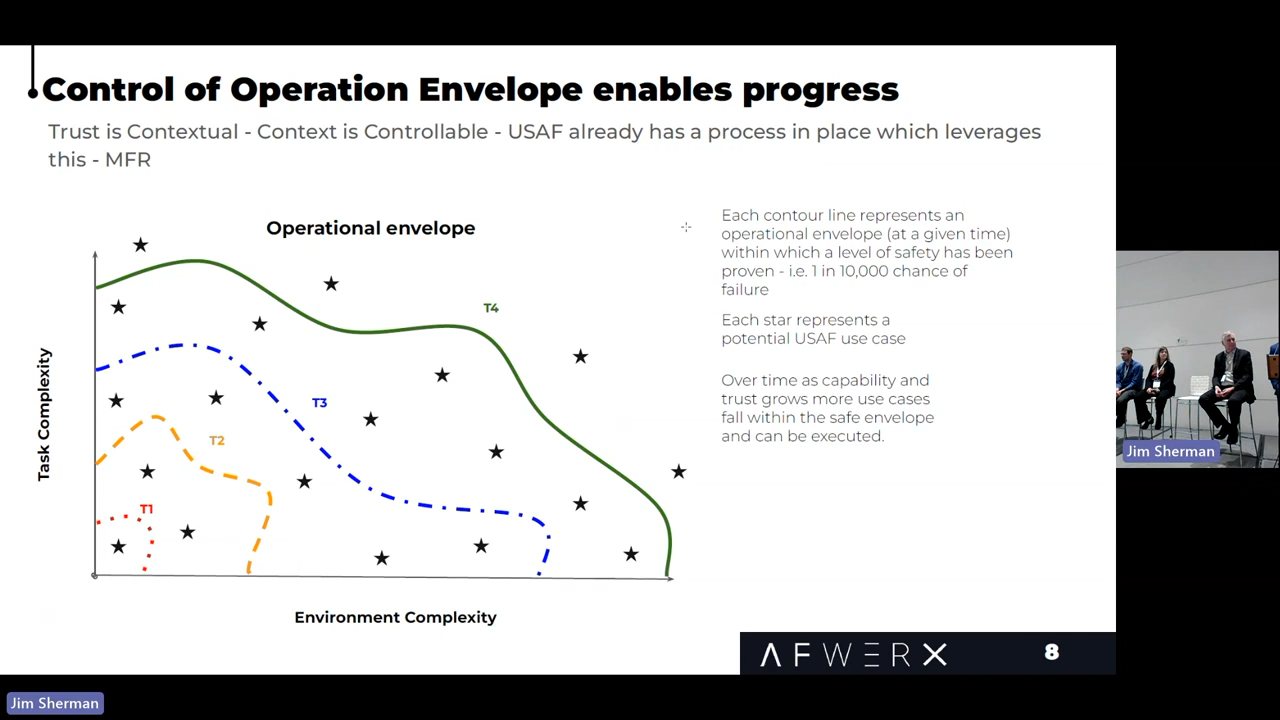 Control of Operation Envelope enables progress
Trust is Contextual - Context is Controllable - USAF already has a process in place which leverages
this - MFR
Operational envelope
Each contour line represents an
operational envelope (at a given time)
within which a level of safety has been
proven - i.e. 1 in 10,000 chance of
failure
Each star represents a
potential USAF use case
Over time as capability and
trust grows more use cases
fall within the safe envelope
and can be executed.
T4
T3
T2
T1
Task Complexity
Environment Complexity
AFWERX
8
Jim Sherman
Jim Sherman